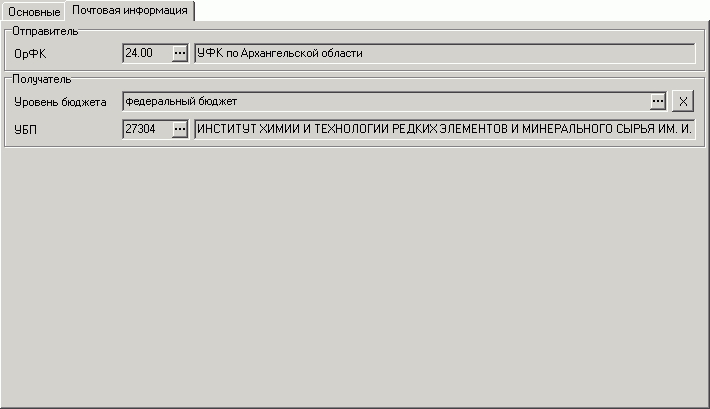 Основные Почтовая информация
Отправитель
ОрФК 24.00 ... УФК по Архангельской области
Получатель
Уровень бюджета федеральный бюджет ... X
УБП 27304 ... ИНСТИТУТ ХИМИИ И ТЕХНОЛОГИИ РЕДКИХ ЭЛЕМЕНТОВ И МИНЕРАЛЬНОГО СЫРЬЯ ИМ. И.